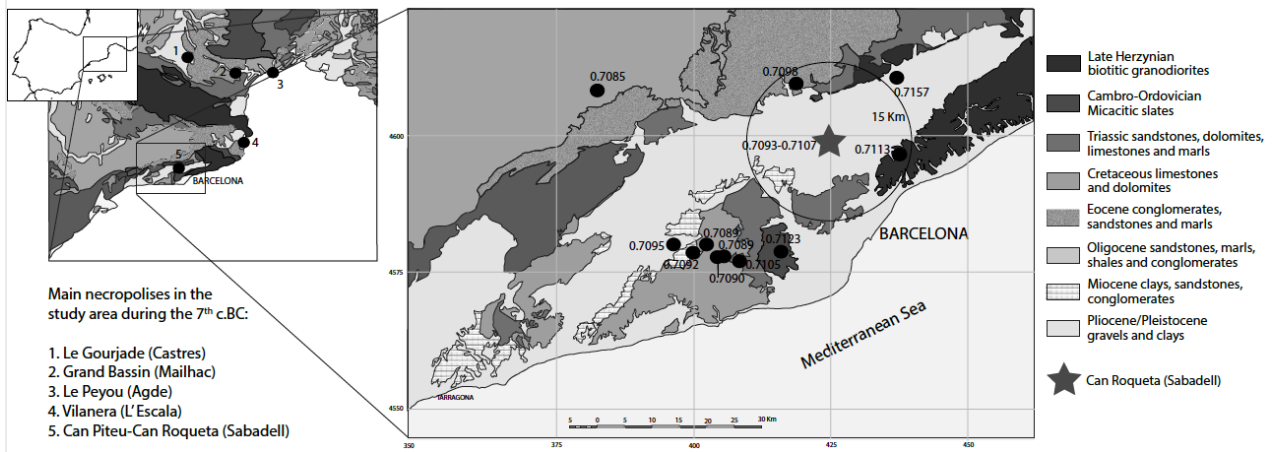 1
2
3
4
5
BARCELONA
Main necropolises in the
study area during the 7th c.BC:
1. Le Gourjade (Castres)
2. Grand Bassin (Mailhac)
3. Le Peyou (Agde)
4. Vilanera (L'Escala)
5. Can Piteu-Can Roqueta (Sabadell)
0.7085
0.7098
0.7157
15 Km
0.7093-0.7107
0.7113
0.7095
0.7089
0.7089
0.7123
0.7092
0.7105
0.7090
BARCELONA
Mediterranean Sea
TARRAGONA
4600
4575
4550
5 0 5 10 15 20 25 30 Km
350 375 400 425 450
Late Herzynian
biotitic granodiorites
Cambro-Ordovician
Micacitic slates
Triassic sandstones, dolomites,
limestones and marls
Cretaceous limestones
and dolomites
Eocene conglomerates,
sandstones and marls
Oligocene sandstones, marls,
shales and conglomerates
Miocene clays, sandstones,
conglomerates
Pliocene/Pleistocene
gravels and clays
Can Roqueta (Sabadell)